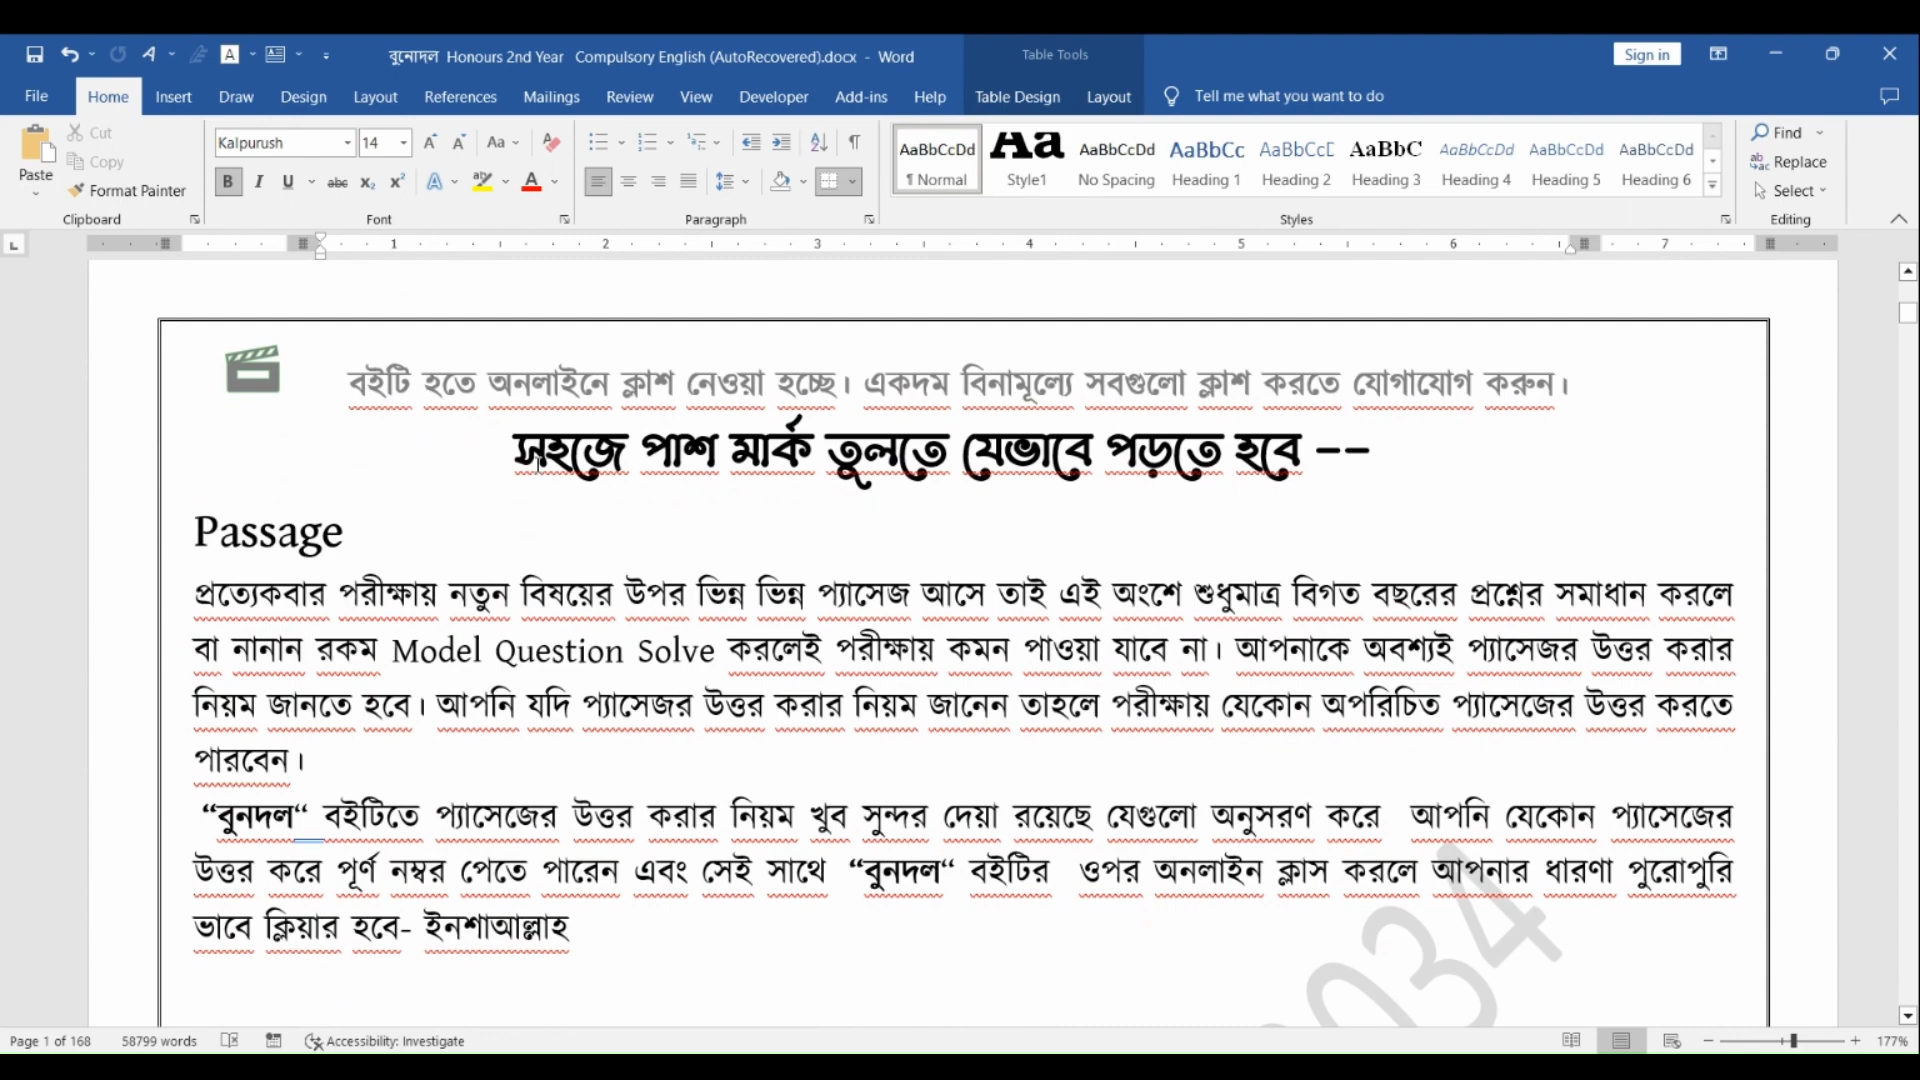 বুনোদল Honours 2nd Year Compulsory English (AutoRecovered).docx - Word
Table Tools
Sign in
File Home Insert Draw Design Layout References Mailings Review View Developer Add-ins Help Table Design Layout Tell me what you want to do
Paste
Cut
Copy
Format Painter
Clipboard
Kalpurush 14
Font
Paragraph
AaBbCcDd Aa AaBbCcDd AaBbCc AaBbCcD AaBbC AaBbCcDd AaBbCcDd AaBbCcDd
¶ Normal Style1 No Spacing Heading 1 Heading 2 Heading 3 Heading 4 Heading 5 Heading 6
Styles
Find
Replace
Select
Editing
1 2 3 4 5 6 7
বইটি হতে অনলাইনে ক্লাশ নেওয়া হচ্ছে। একদম বিনামূল্যে সবগুলো ক্লাশ করতে যোগাযোগ করুন।
সহজে পাশ মার্ক তুলতে যেভাবে পড়তে হবে --
Passage
প্রত্যেকবার পরীক্ষায় নতুন বিষয়ের উপর ভিন্ন ভিন্ন প্যাসেজ আসে তাই এই অংশে শুধুমাত্র বিগত বছরের প্রশ্নের সমাধান করলে
বা নানান রকম Model Question Solve করলেই পরীক্ষায় কমন পাওয়া যাবে না। আপনাকে অবশ্যই প্যাসেজর উত্তর করার
নিয়ম জানতে হবে। আপনি যদি প্যাসেজর উত্তর করার নিয়ম জানেন তাহলে পরীক্ষায় যেকোন অপরিচিত প্যাসেজের উত্তর করতে
পারবেন।
“বুনদল“ বইটিতে প্যাসেজের উত্তর করার নিয়ম খুব সুন্দর দেয়া রয়েছে যেগুলো অনুসরণ করে আপনি যেকোন প্যাসেজের
উত্তর করে পূর্ণ নম্বর পেতে পারেন এবং সেই সাথে “বুনদল“ বইটির ওপর অনলাইন ক্লাস করলে আপনার ধারণা পুরোপুরি
ভাবে ক্লিয়ার হবে- ইনশাআল্লাহ
034
Page 1 of 168 58799 words Accessibility: Investigate 177%